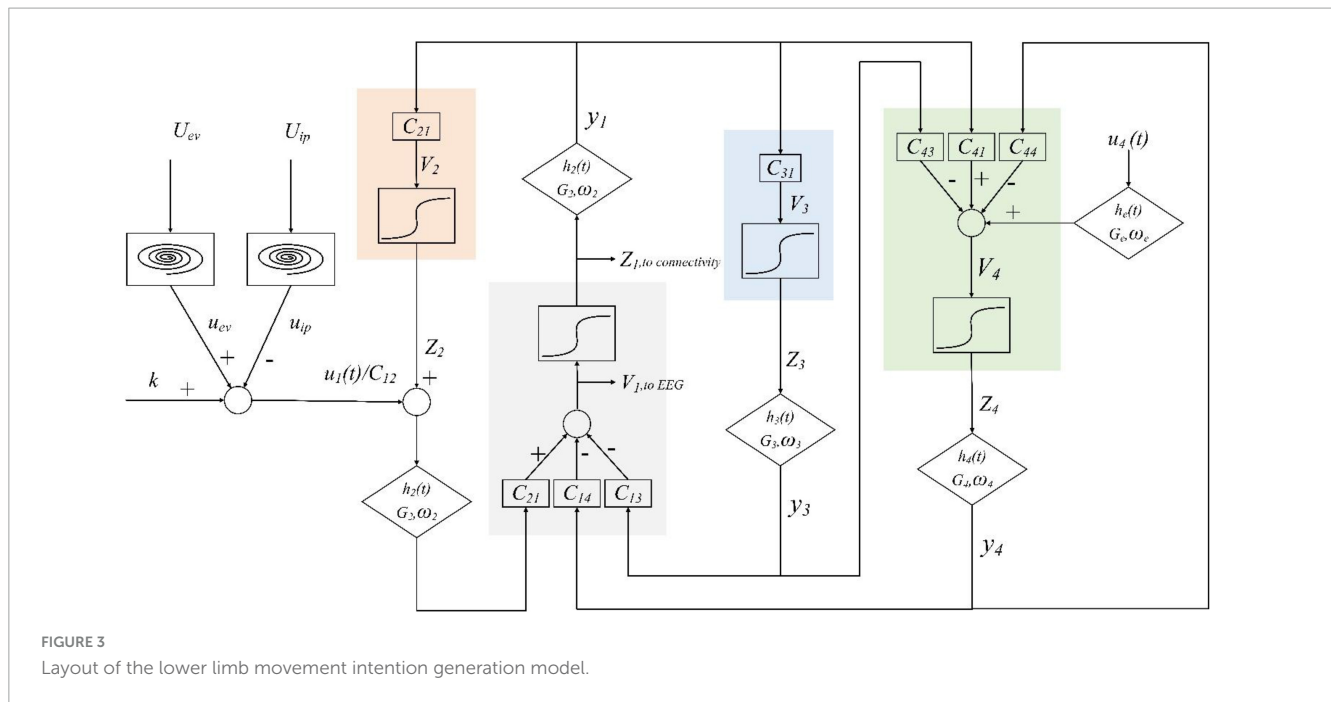 U_ev
U_ip
C_21
V_2
y_1
h_2(t)
G_2,ω_2
C_31
V_3
C_43
C_41
C_44
u_4(t)
-
+
-
+
h_e(t)
G_e,ω_e
V_4
Z_1,to connectivity
u_ev
u_ip
+
-
k
+
u_1(t)/C_12
Z_2
+
V_1,to EEG
+
-
-
C_21
C_14
C_13
h_2(t)
G_2,ω_2
Z_3
h_3(t)
G_3,ω_3
y_3
Z_4
h_4(t)
G_4,ω_4
y_4
FIGURE 3
Layout of the lower limb movement intention generation model.